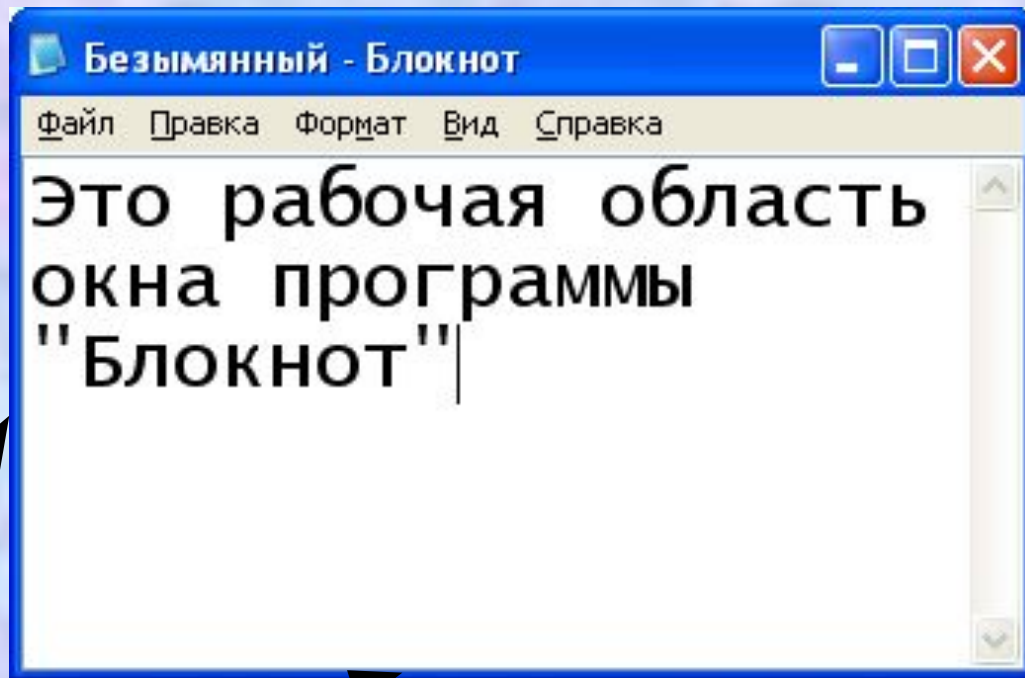 Безымянный - Блокнот
Файл Правка Формат Вид Справка
Это рабочая область
окна программы
"Блокнот"